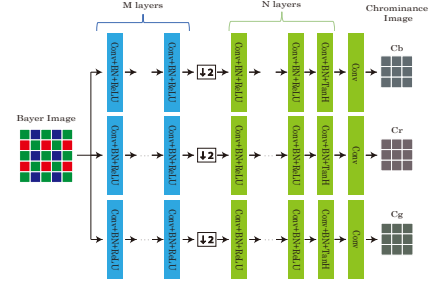 M layers
N layers
Chrominance
Image
Bayer Image
Conv+BN+ReLU
...
Conv+BN+ReLU
↓2
Conv+BN+ReLU
...
Conv+BN+ReLU
Conv+BN+TanH
Conv
Cb
Conv+BN+ReLU
...
Conv+BN+ReLU
↓2
Conv+BN+ReLU
...
Conv+BN+ReLU
Conv+BN+TanH
Conv
Cr
Conv+BN+ReLU
...
Conv+BN+ReLU
↓2
Conv+BN+ReLU
...
Conv+BN+ReLU
Conv+BN+TanH
Conv
Cg